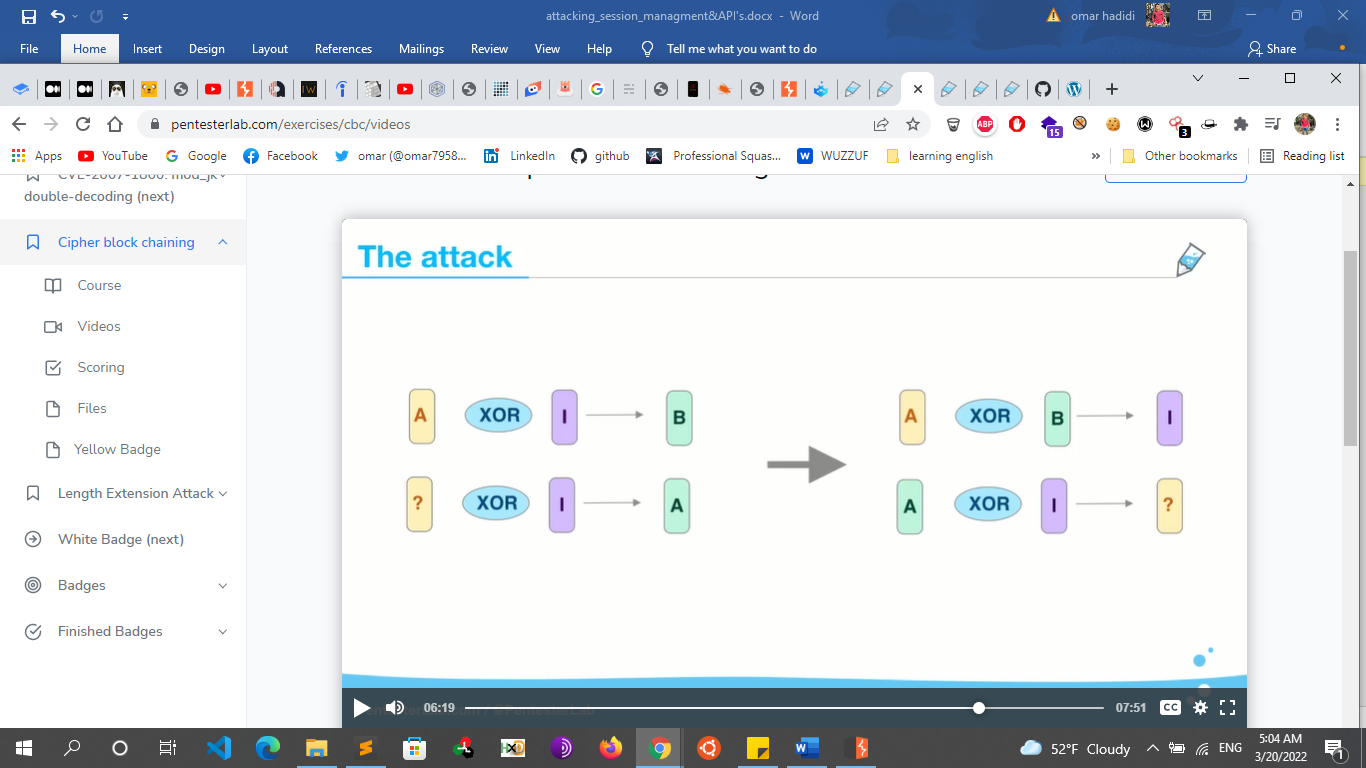 attacking_session_managment&API's.docx - Word
omar hadidi
File Home Insert Design Layout References Mailings Review View Help Tell me what you want to do
Share
pentesterlab.com/exercises/cbc/videos
ABP
15
3
Apps YouTube Google Facebook omar (@omar7958... LinkedIn github Professional Squas... WUZZUF learning english » Other bookmarks Reading list
double-decoding (next)
Cipher block chaining
Course
Videos
Scoring
Files
Yellow Badge
Length Extension Attack
White Badge (next)
Badges
Finished Badges
The attack
A XOR I B
? XOR I A
A XOR B I
A XOR I ?
06:19
07:51
CC
52°F Cloudy
ENG
5:04 AM
3/20/2022
1